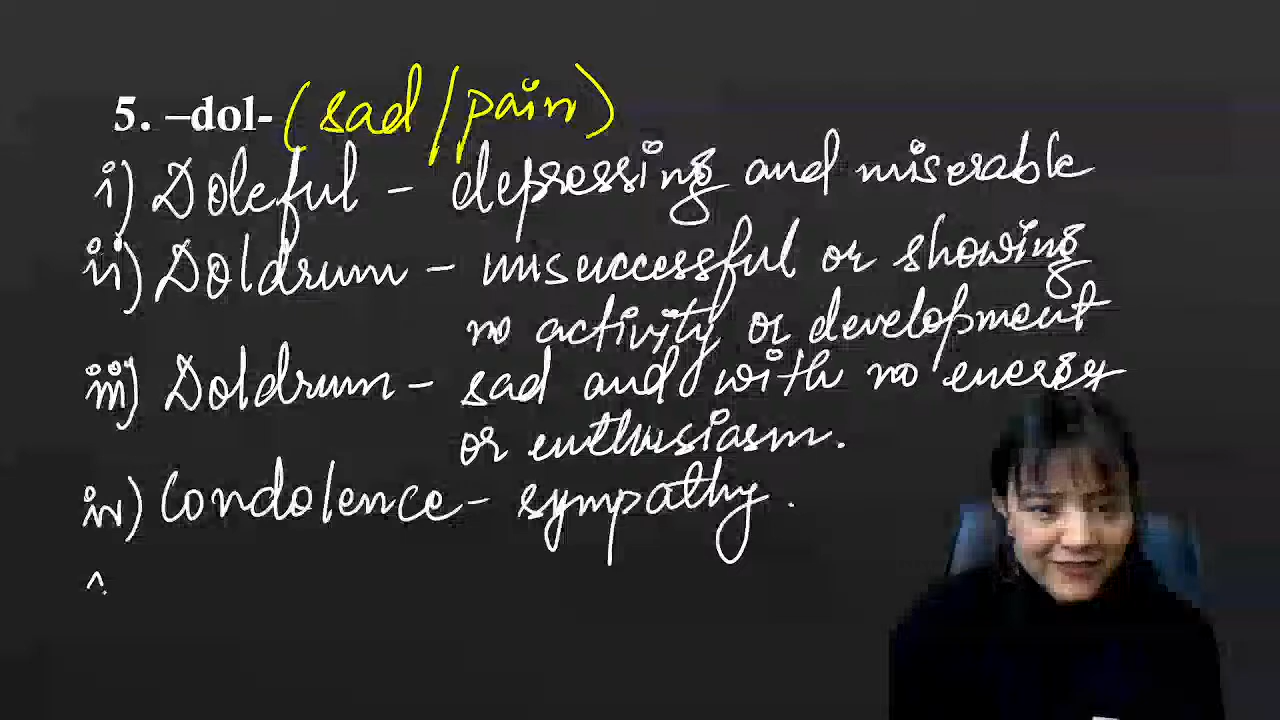 5. –dol- (sad/pain)
i) Doleful - depressing and miserable
ii) Doldrum - unsuccessful or showing
no activity or development
iii) Doldrum - sad and with no energy
or enthusiasm.
iv) Condolence - sympathy.